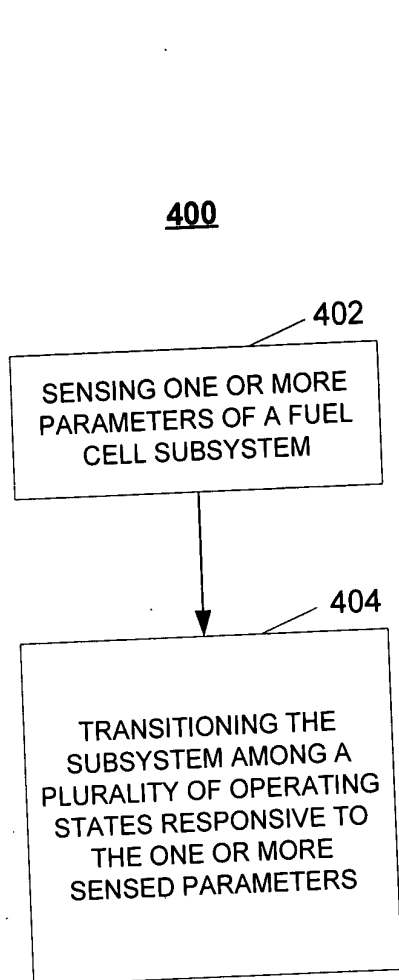 400
402
SENSING ONE OR MORE
PARAMETERS OF A FUEL
CELL SUBSYSTEM
404
TRANSITIONING THE
SUBSYSTEM AMONG A
PLURALITY OF OPERATING
STATES RESPONSIVE TO
THE ONE OR MORE
SENSED PARAMETERS